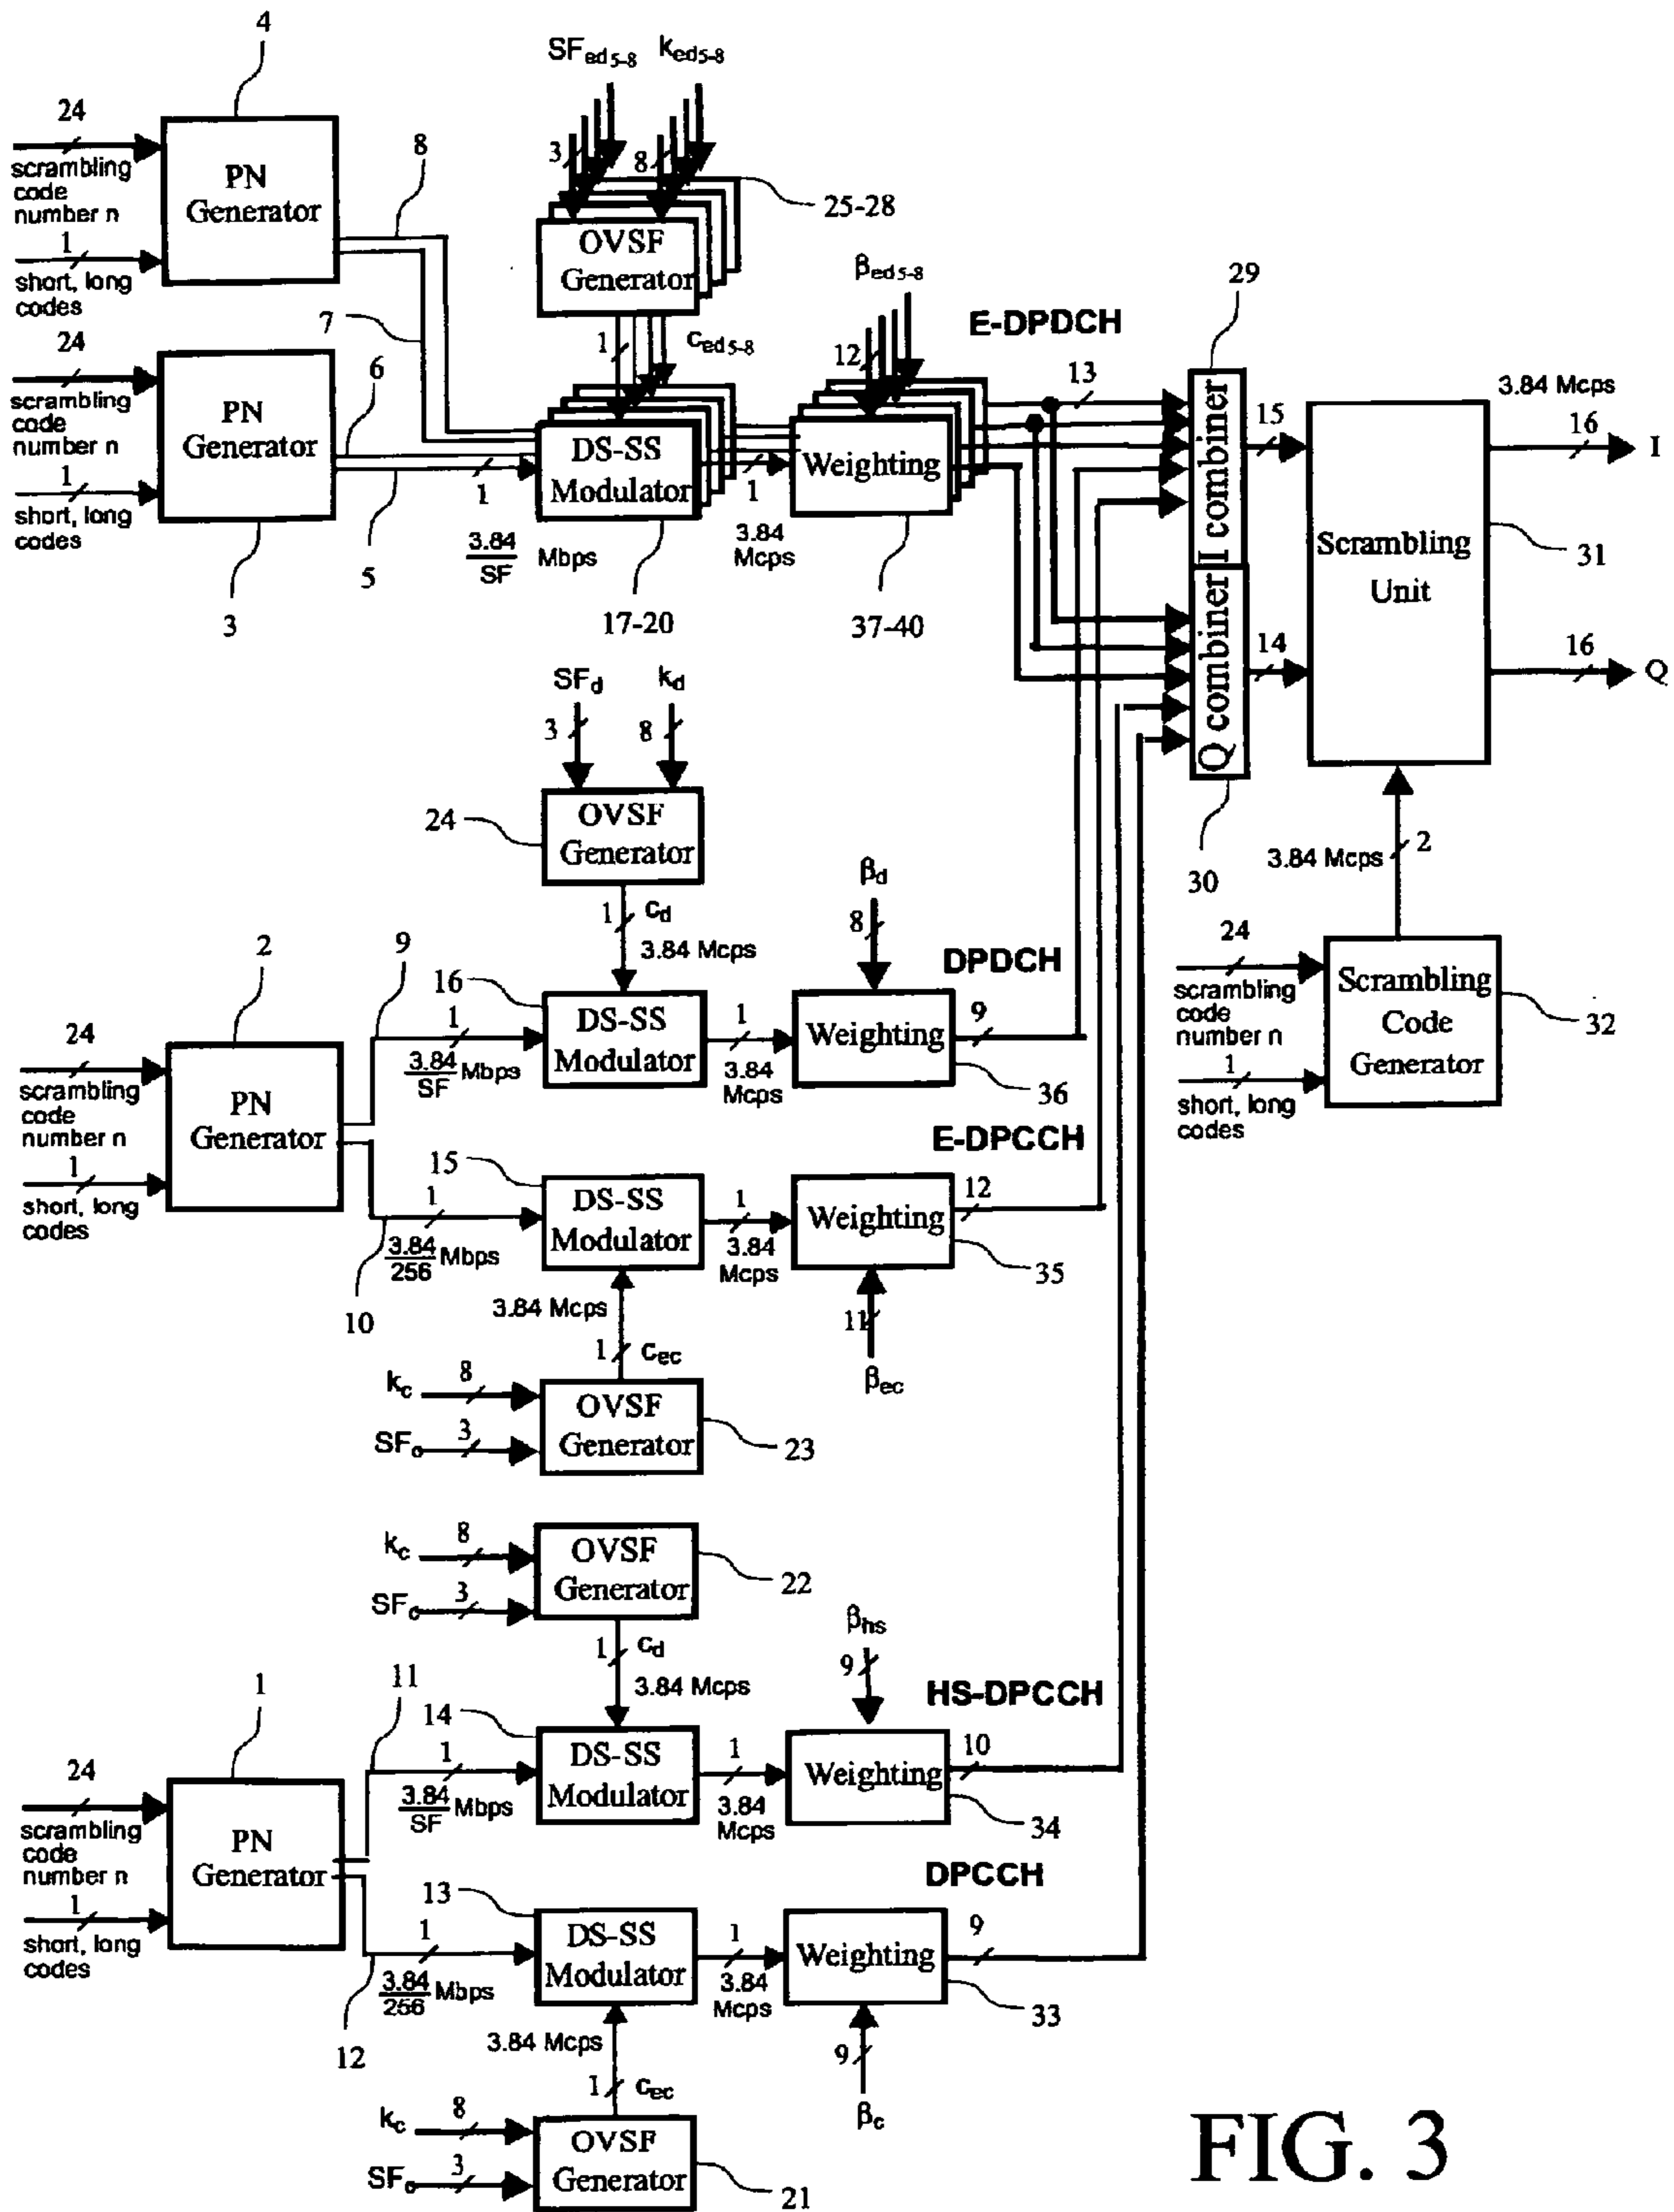 4
SFed5-8 ked5-8
24
scrambling
code
number n
PN
Generator
8
3 8
25-28
1
short, long
codes
OVSF
Generator
βed5-8
29
7
1 ced5-8
E-DPDCH
24
scrambling
code
number n
PN
Generator
6
12
13
I combiner
3.84 Mcps
15
16 I
DS-SS
Modulator
Weighting
1
short, long
codes
1
1
3.84
SF Mbps
3.84
Mcps
Scrambling
Unit
31
3
5
17-20
37-40
Q combiner
14
16 Q
SFd kd
3 8
24
OVSF
Generator
βd
30
3.84 Mcps 2
1 cd
8
2
9
3.84 Mcps
DPDCH
24
scrambling
code
number n
Scrambling
Code
Generator
32
1
short, long
codes
16
24
scrambling
code
number n
PN
Generator
1
3.84
SF Mbps
DS-SS
Modulator
1
3.84
Mcps
Weighting
9
36
E-DPCCH
1
short, long
codes
15
1
3.84
256 Mbps
DS-SS
Modulator
1
3.84
Mcps
Weighting
12
35
10
3.84 Mcps
11
1 cec
βec
kc 8
SFc 3
OVSF
Generator
23
kc 8
SFc 3
OVSF
Generator
22
βhs
1 cd
9
3.84 Mcps
1
11
14
HS-DPCCH
24
scrambling
code
number n
PN
Generator
1
3.84
SF Mbps
DS-SS
Modulator
1
3.84
Mcps
Weighting
10
34
DPCCH
1
short, long
codes
13
1
3.84
256 Mbps
DS-SS
Modulator
1
3.84
Mcps
Weighting
9
33
12
3.84 Mcps
9
1 cec
βc
kc 8
SFc 3
OVSF
Generator
21
FIG. 3